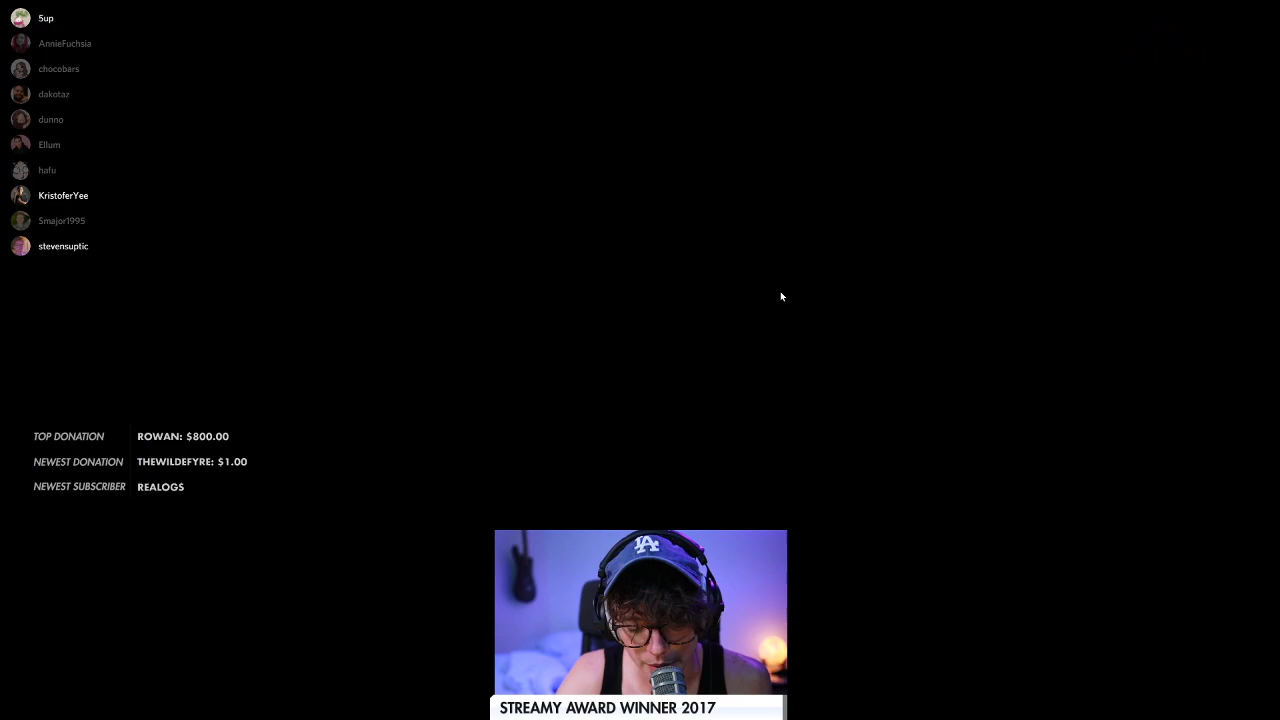 5up
AnnieFuchsia
chocobars
dakotaz
dunno
Ellum
hafu
KristoferYee
Smajor1995
stevensuptic
TOP DONATION ROWAN: $800.00
NEWEST DONATION THEWILDEFYRE: $1.00
NEWEST SUBSCRIBER REALOGS
LA
STREAMY AWARD WINNER 2017